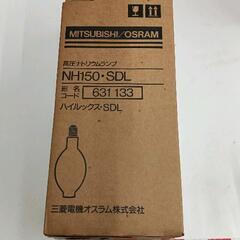 MITSUBISHI/OSRAM
高圧ナトリウムランプ
NH150・SDL
形名コード 631 133
ハイルックス・SDL
三菱電機オスラム株式会社